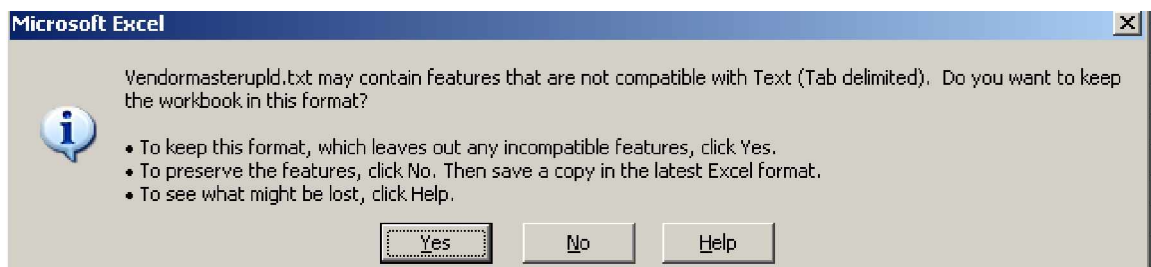 Microsoft Excel
Vendormasterupld.txt may contain features that are not compatible with Text (Tab delimited). Do you want to keep
the workbook in this format?
• To keep this format, which leaves out any incompatible features, click Yes.
• To preserve the features, click No. Then save a copy in the latest Excel format.
• To see what might be lost, click Help.
Yes No Help